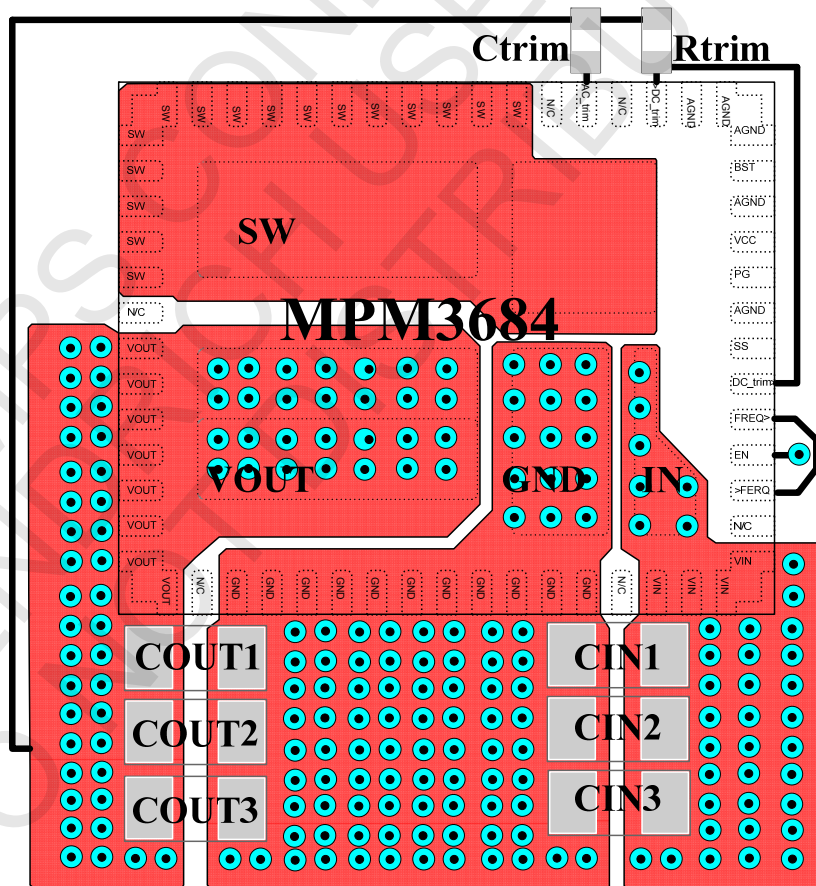 Ctrim Rtrim
SW SW SW SW SW SW SW SW SW SW SW N/C AC_trim N/C >DC_trim AGND AGND
SW AGND
SW BST
SW AGND
SW VCC
SW PG
N/C AGND
VOUT SS
VOUT DC_trim
VOUT FREQ>
VOUT EN
VOUT >FERQ
VOUT N/C
VOUT VIN
SW
MPM3684
VOUT GND IN
VOUT N/C GND GND GND GND GND GND GND GND GND GND GND N/C VIN VIN VIN
COUT1 CIN1
COUT2 CIN2
COUT3 CIN3